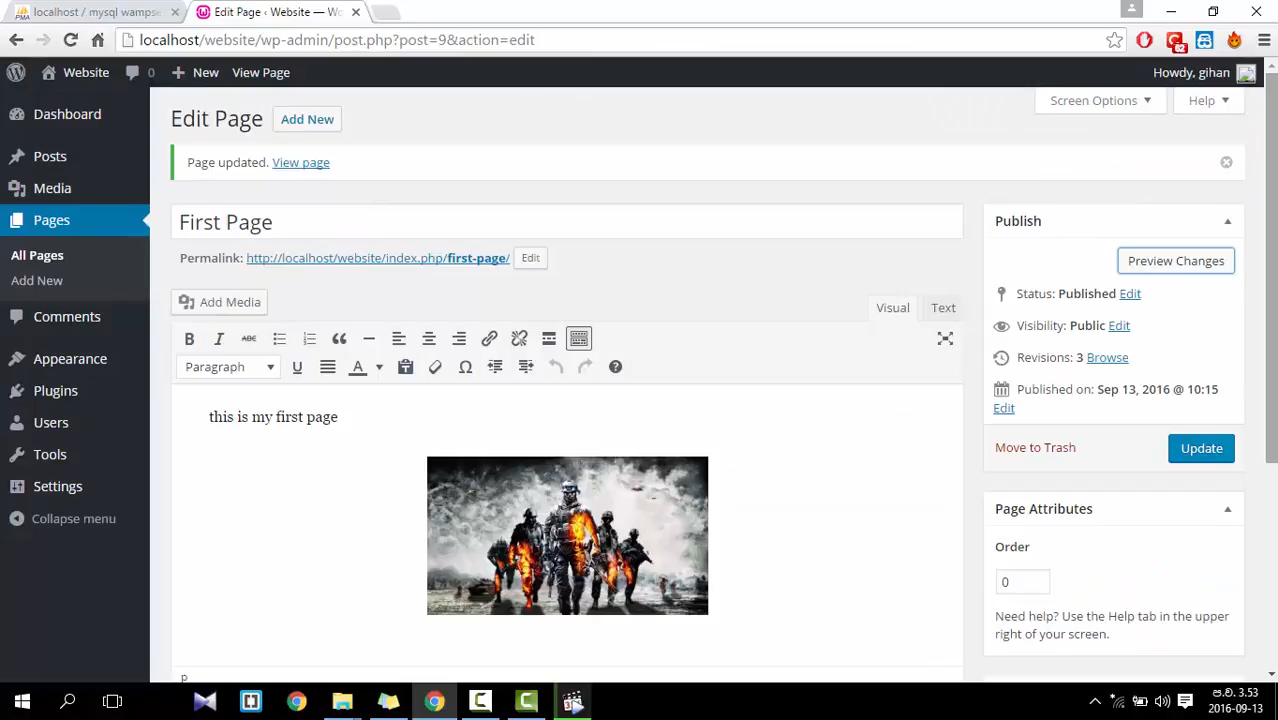 localhost / mysql wampse
Edit Page ‹ Website — Wo
localhost/website/wp-admin/post.php?post=9&action=edit
82
Website
0
New
View Page
Howdy, gihan
Dashboard
Posts
Media
Pages
All Pages
Add New
Comments
Appearance
Plugins
Users
Tools
Settings
Collapse menu
Screen Options
Help
Edit Page
Add New
Page updated. View page
First Page
Permalink: http://localhost/website/index.php/first-page/ Edit
Add Media
Visual
Text
B I ABC
Paragraph
U
A
this is my first page
p
Publish
Preview Changes
Status: Published Edit
Visibility: Public Edit
Revisions: 3 Browse
Published on: Sep 13, 2016 @ 10:15
Edit
Move to Trash
Update
Page Attributes
Order
0
Need help? Use the Help tab in the upper
right of your screen.
ප.ව. 3.53
2016-09-13